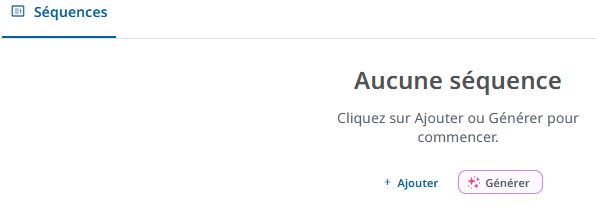 Séquences
Aucune séquence
Cliquez sur Ajouter ou Générer pour
commencer.
+ Ajouter Générer